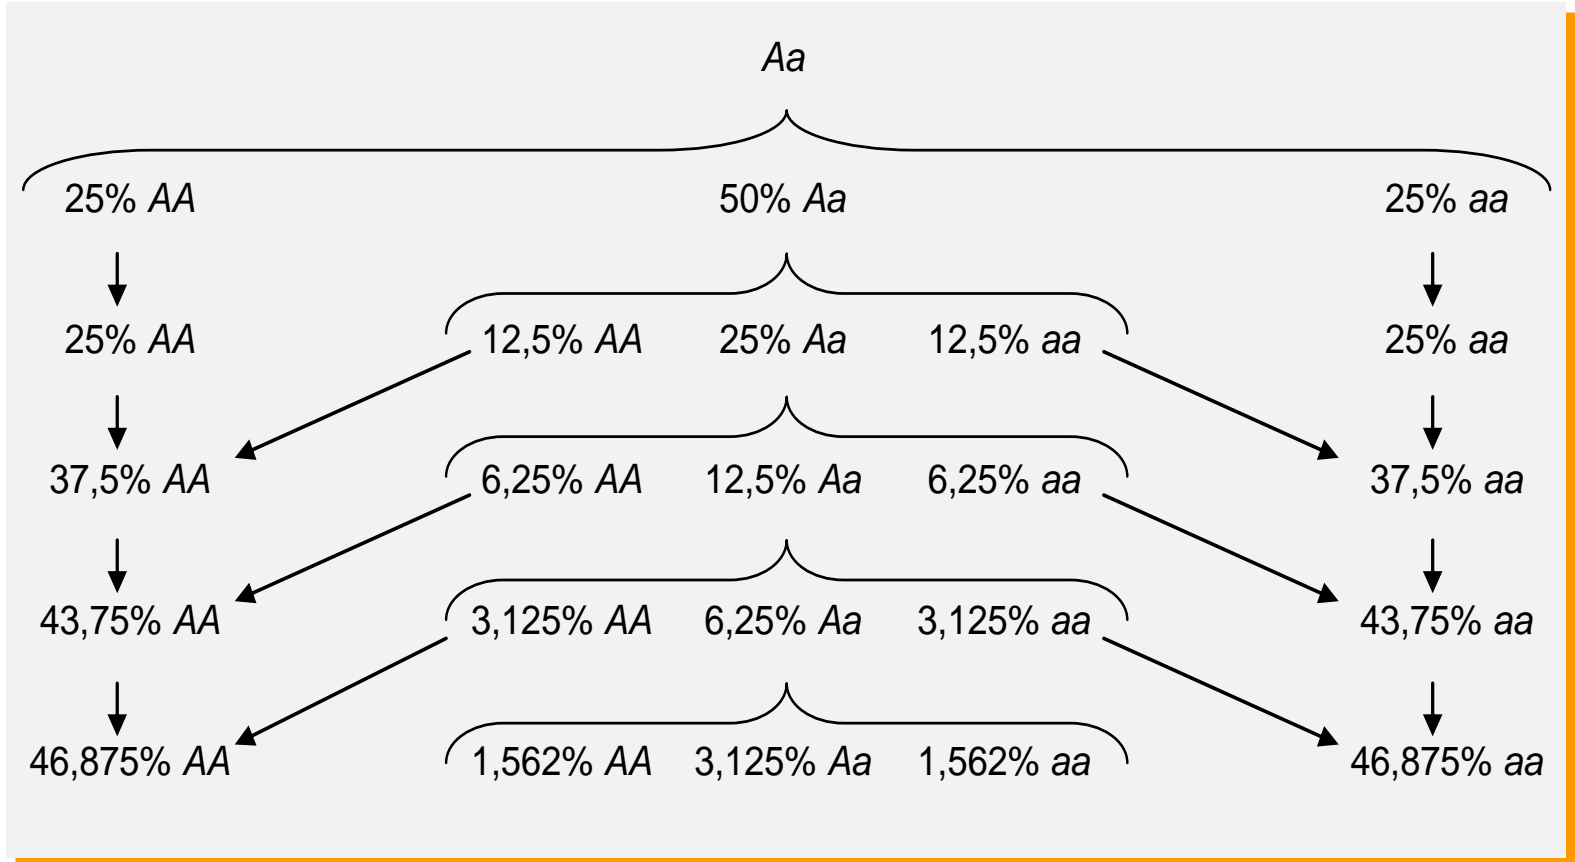 Aa
25% AA 50% Aa 25% aa
25% AA 12,5% AA 25% Aa 12,5% aa 25% aa
37,5% AA 6,25% AA 12,5% Aa 6,25% aa 37,5% aa
43,75% AA 3,125% AA 6,25% Aa 3,125% aa 43,75% aa
46,875% AA 1,562% AA 3,125% Aa 1,562% aa 46,875% aa